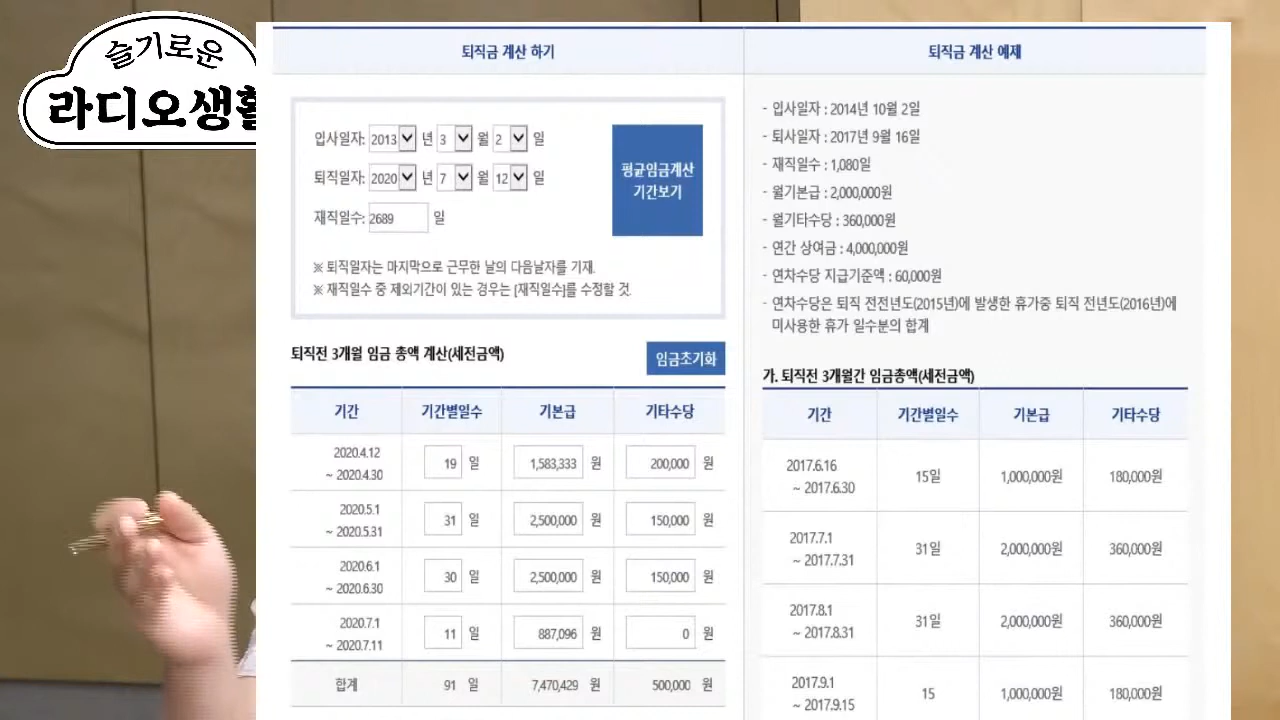 슬기로운
라디오생활
퇴직금 계산 하기
입사일자: 2013 년 3 월 2 일
퇴직일자: 2020 년 7 월 12 일
재직일수: 2689 일
평균임금계산
기간보기
※ 퇴직일자는 마지막으로 근무한 날의 다음날자를 기재.
※ 재직일수 중 제외기간이 있는 경우는 [재직일수]를 수정할 것.
퇴직전 3개월 임금 총액 계산(세전금액)
임금초기화
기간 기간별일수 기본급 기타수당
2020.4.12
~ 2020.4.30
19 일 1,583,333 원 200,000 원
2020.5.1
~ 2020.5.31
31 일 2,500,000 원 150,000 원
2020.6.1
~ 2020.6.30
30 일 2,500,000 원 150,000 원
2020.7.1
~ 2020.7.11
11 일 887,096 원 0 원
합계 91 일 7,470,429 원 500,000 원
퇴직금 계산 예제
- 입사일자 : 2014년 10월 2일
- 퇴사일자 : 2017년 9월 16일
- 재직일수 : 1,080일
- 월기본급 : 2,000,000원
- 월기타수당 : 360,000원
- 연간 상여금 : 4,000,000원
- 연차수당 지급기준액 : 60,000원
- 연차수당은 퇴직 전전년도(2015년)에 발생한 휴가중 퇴직 전년도(2016년)에
미사용한 휴가 일수분의 합계
가. 퇴직전 3개월간 임금총액(세전금액)
기간 기간별일수 기본급 기타수당
2017.6.16
~ 2017.6.30
15일 1,000,000원 180,000원
2017.7.1
~ 2017.7.31
31일 2,000,000원 360,000원
2017.8.1
~ 2017.8.31
31일 2,000,000원 360,000원
2017.9.1
~ 2017.9.15
15 1,000,000원 180,000원